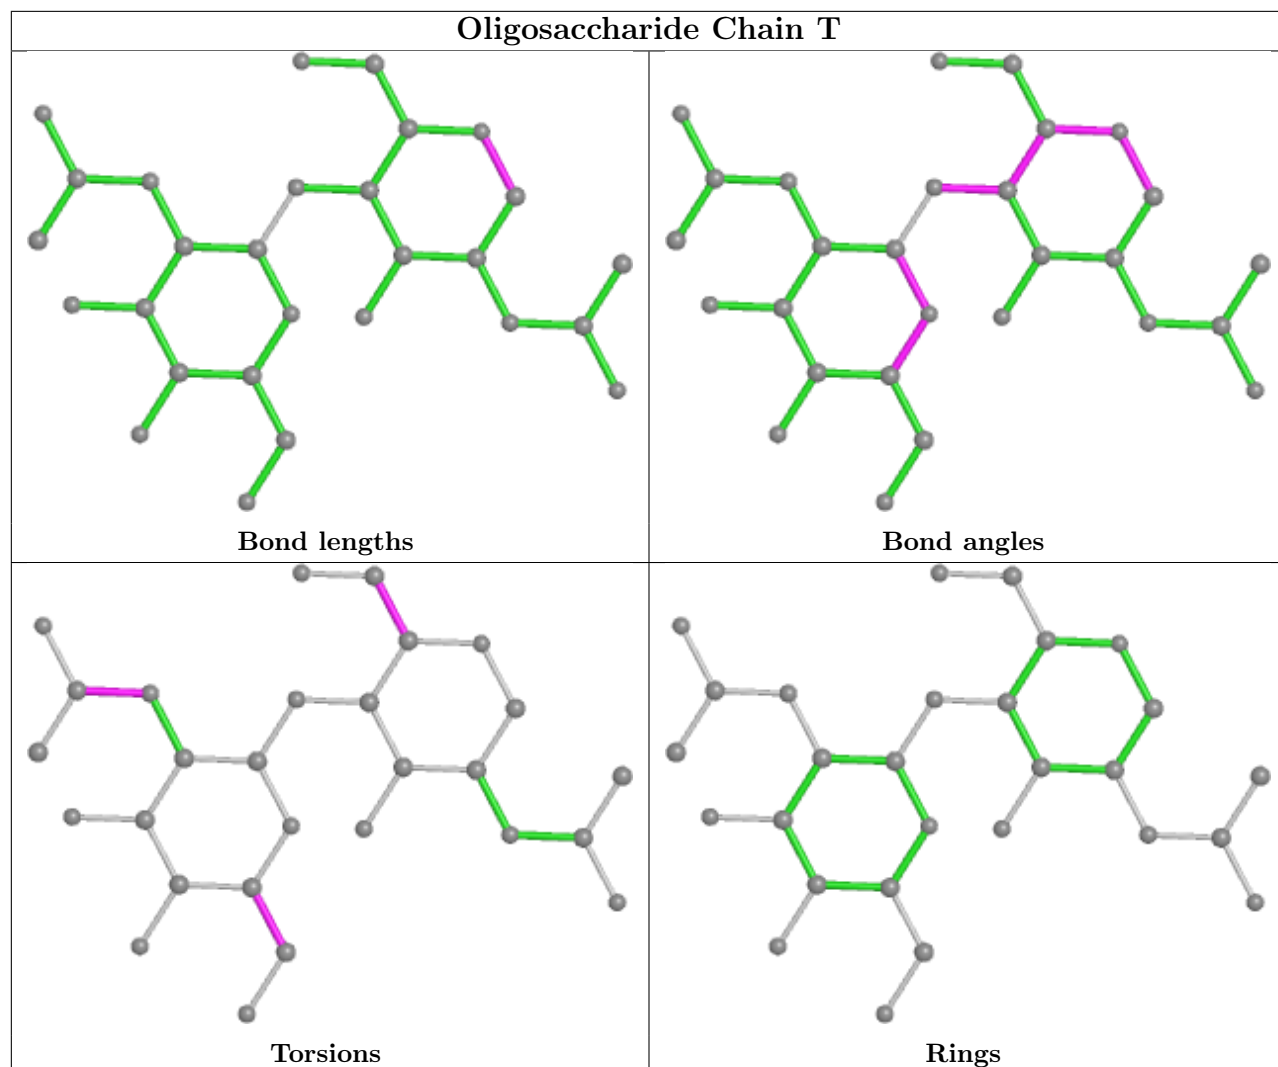 Oligosaccharide Chain T
Bond lengths
Bond angles
Torsions
Rings